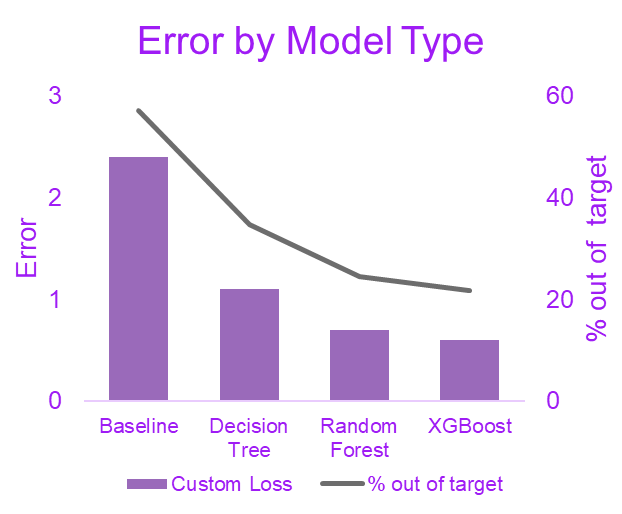 Error by Model Type
3
2
1
0
Error
60
40
20
0
% out of target
Baseline
Decision
Tree
Random
Forest
XGBoost
Custom Loss
% out of target